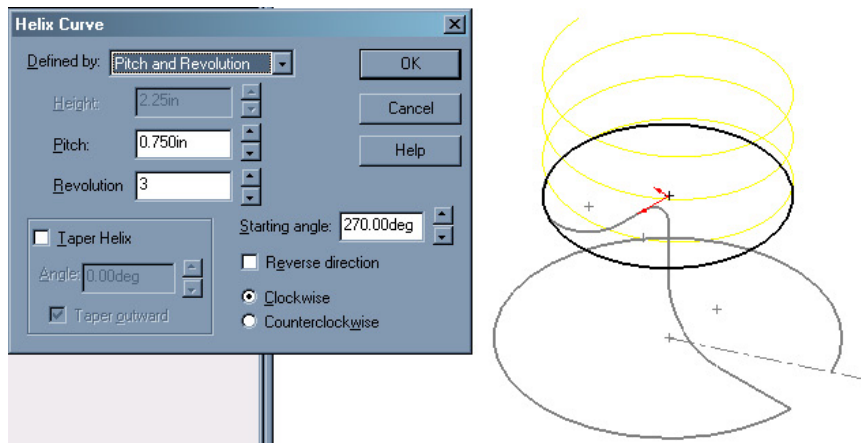 Helix Curve
Defined by: Pitch and Revolution
OK
Height: 2.25in
Cancel
Pitch: 0.750in
Help
Revolution 3
Starting angle: 270.00deg
Taper Helix
Reverse direction
Angle: 0.00deg
Clockwise
Taper outward
Counterclockwise